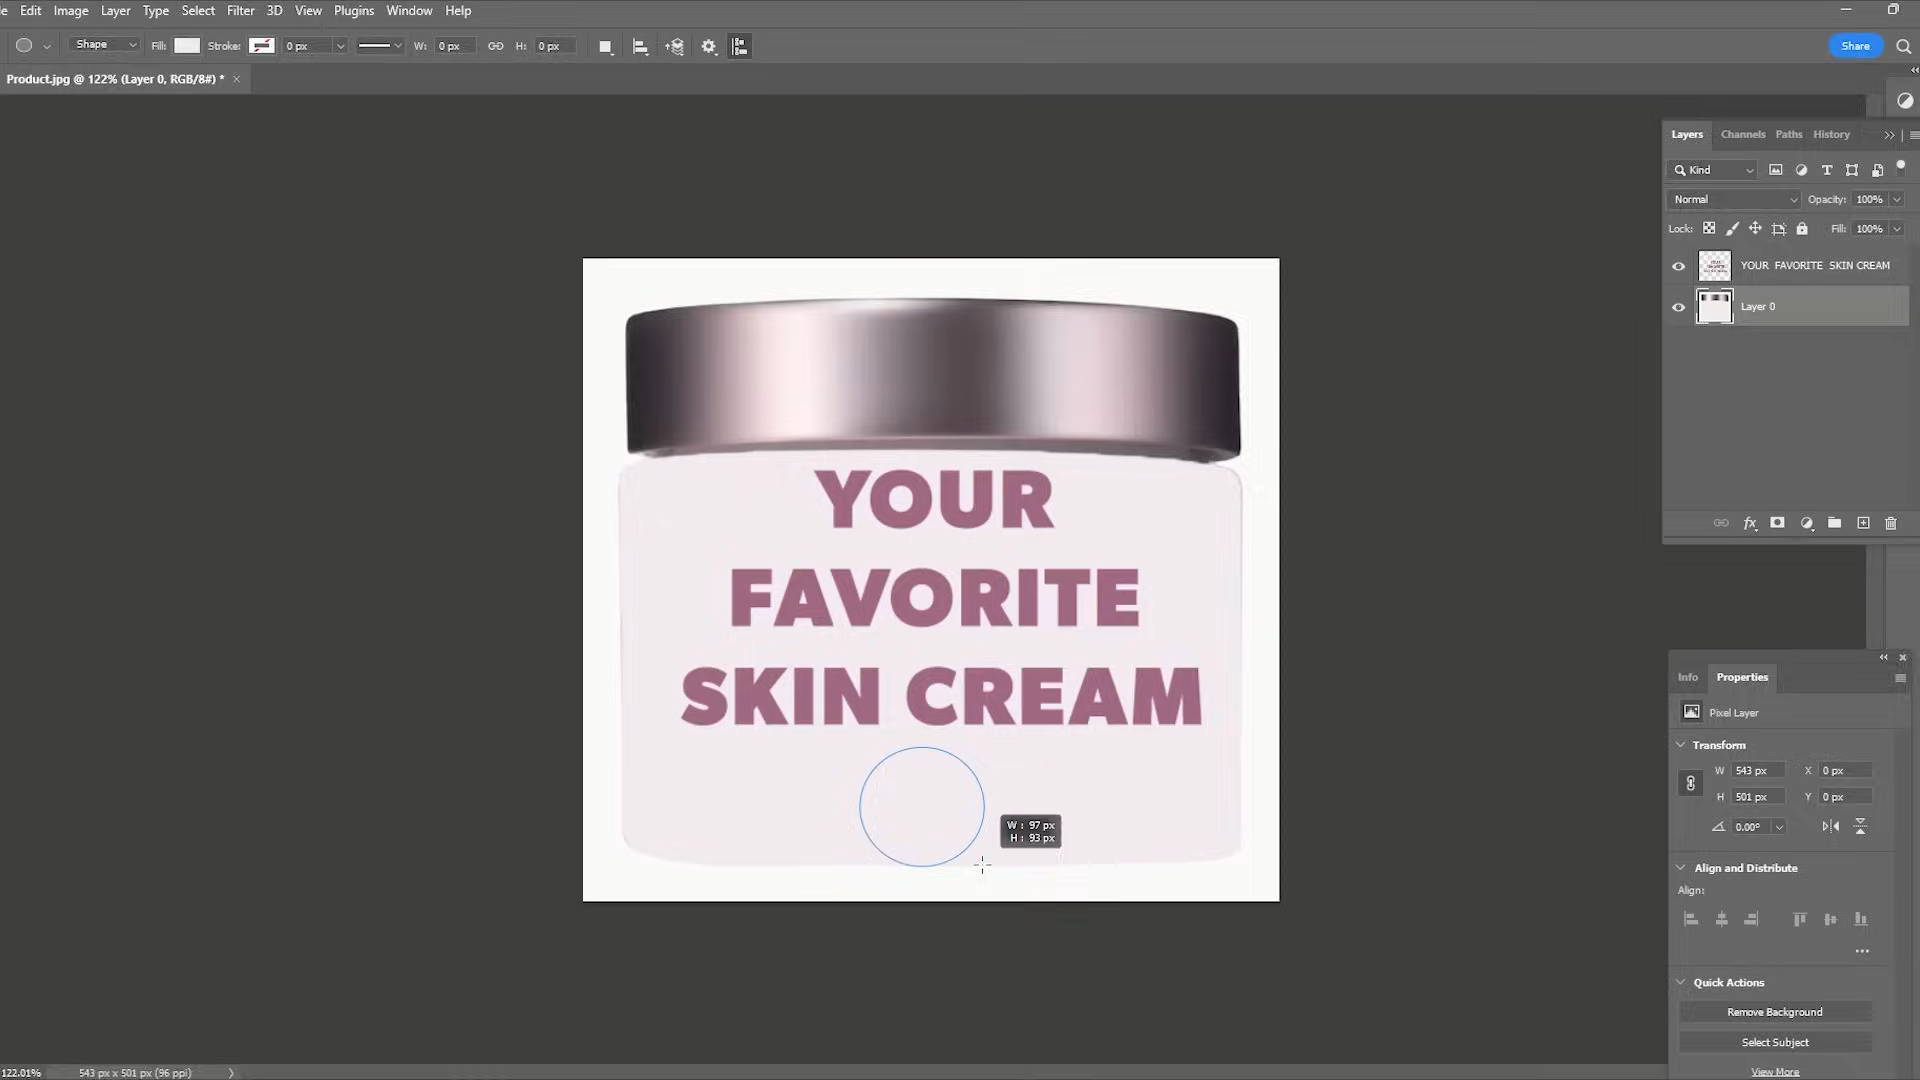 Edit Image Layer Type Select Filter 3D View Plugins Window Help
Shape Fill: Stroke: 0 px W: 0 px H: 0 px Share
Product.jpg @ 122% (Layer 0, RGB/8#) * ×
Layers Channels Paths History
Kind
Normal Opacity: 100%
Lock: Fill: 100%
YOUR FAVORITE SKIN CREAM
Layer 0
YOUR
FAVORITE
SKIN CREAM
W : 97 px
H : 93 px
Info Properties
Pixel Layer
Transform
W 543 px X 0 px
H 501 px Y 0 px
0.00°
Align and Distribute
Align:
Quick Actions
Remove Background
Select Subject
View More
122.01% 543 px x 501 px (96 ppi)